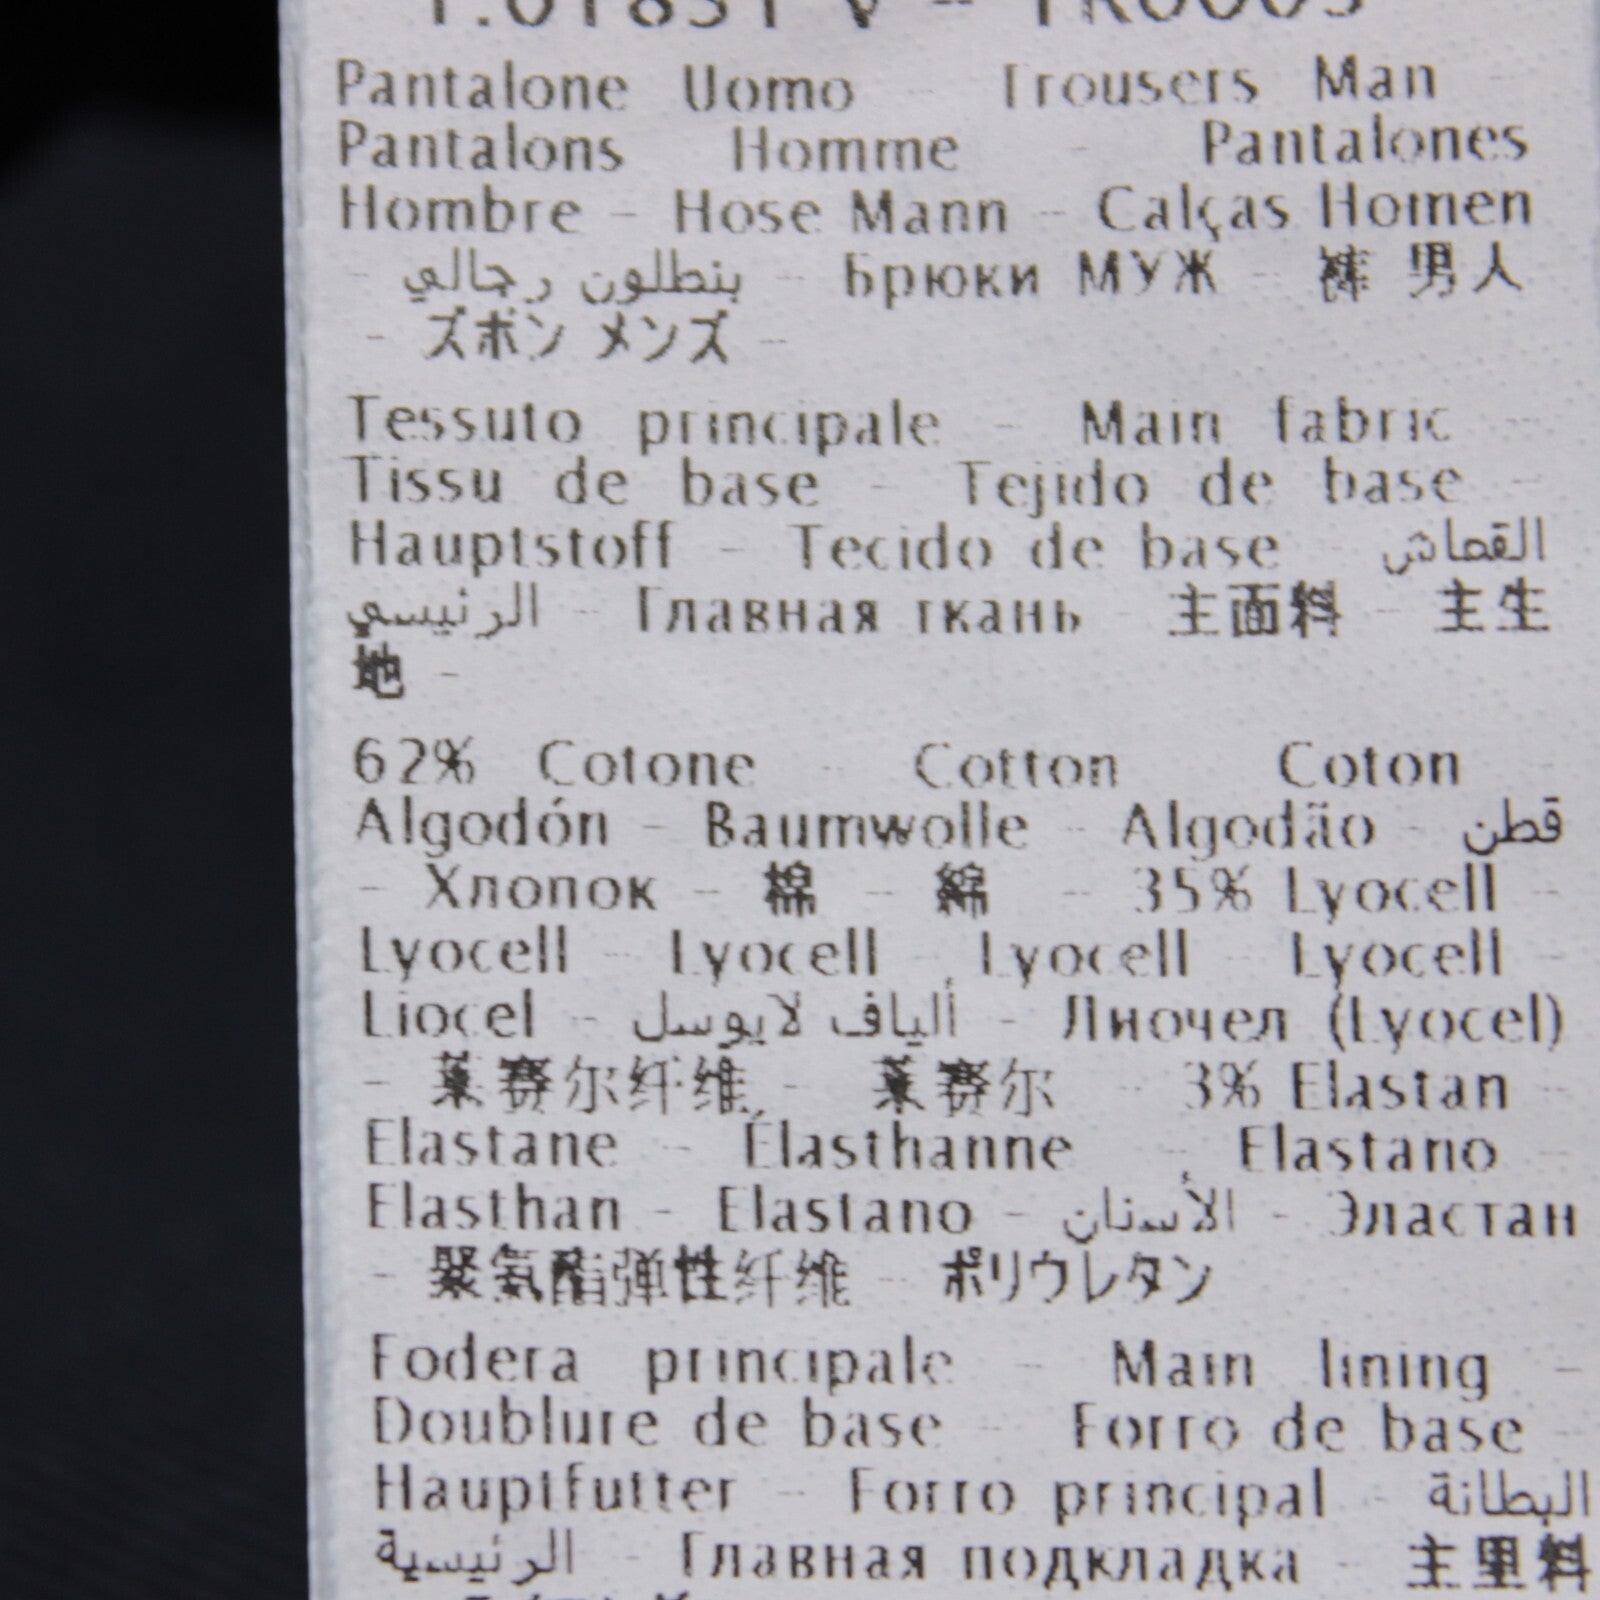 Pantalone Uomo - Trousers Man -
Pantalons Homme - Pantalones
Hombre - Hose Mann - Calças Homen
- بنطلون رجالي - Брюки МУЖ - 裤 男人
- ズボン メンズ -
Tessuto principale - Main fabric -
Tissu de base - Tejido de base -
Hauptstoff - Tecido de base - القماش
الرئيسي - Главная ткань - 主面料 - 主生
地 -
62% Cotone - Cotton - Coton -
Algodón - Baumwolle - Algodão - قطن
- Хлопок - 棉 - 綿 - 35% Lyocell -
Lyocell - Lyocell - Lyocell - Lyocell -
Liocel - ألياف لايوسل - Лиочел (Lyocel)
- 莱赛尔纤维 - 莱赛尔 - 3% Elastan -
Elastane - Élasthanne - Elastano -
Elasthan - Elastano - الأسنان - Эластан
- 聚氨酯弹性纤维 - ポリウレタン
Fodera principale - Main lining -
Doublure de base - Forro de base -
Hauptfutter - Forro principal - البطانة
الرئيسية - Главная подкладка - 主里料